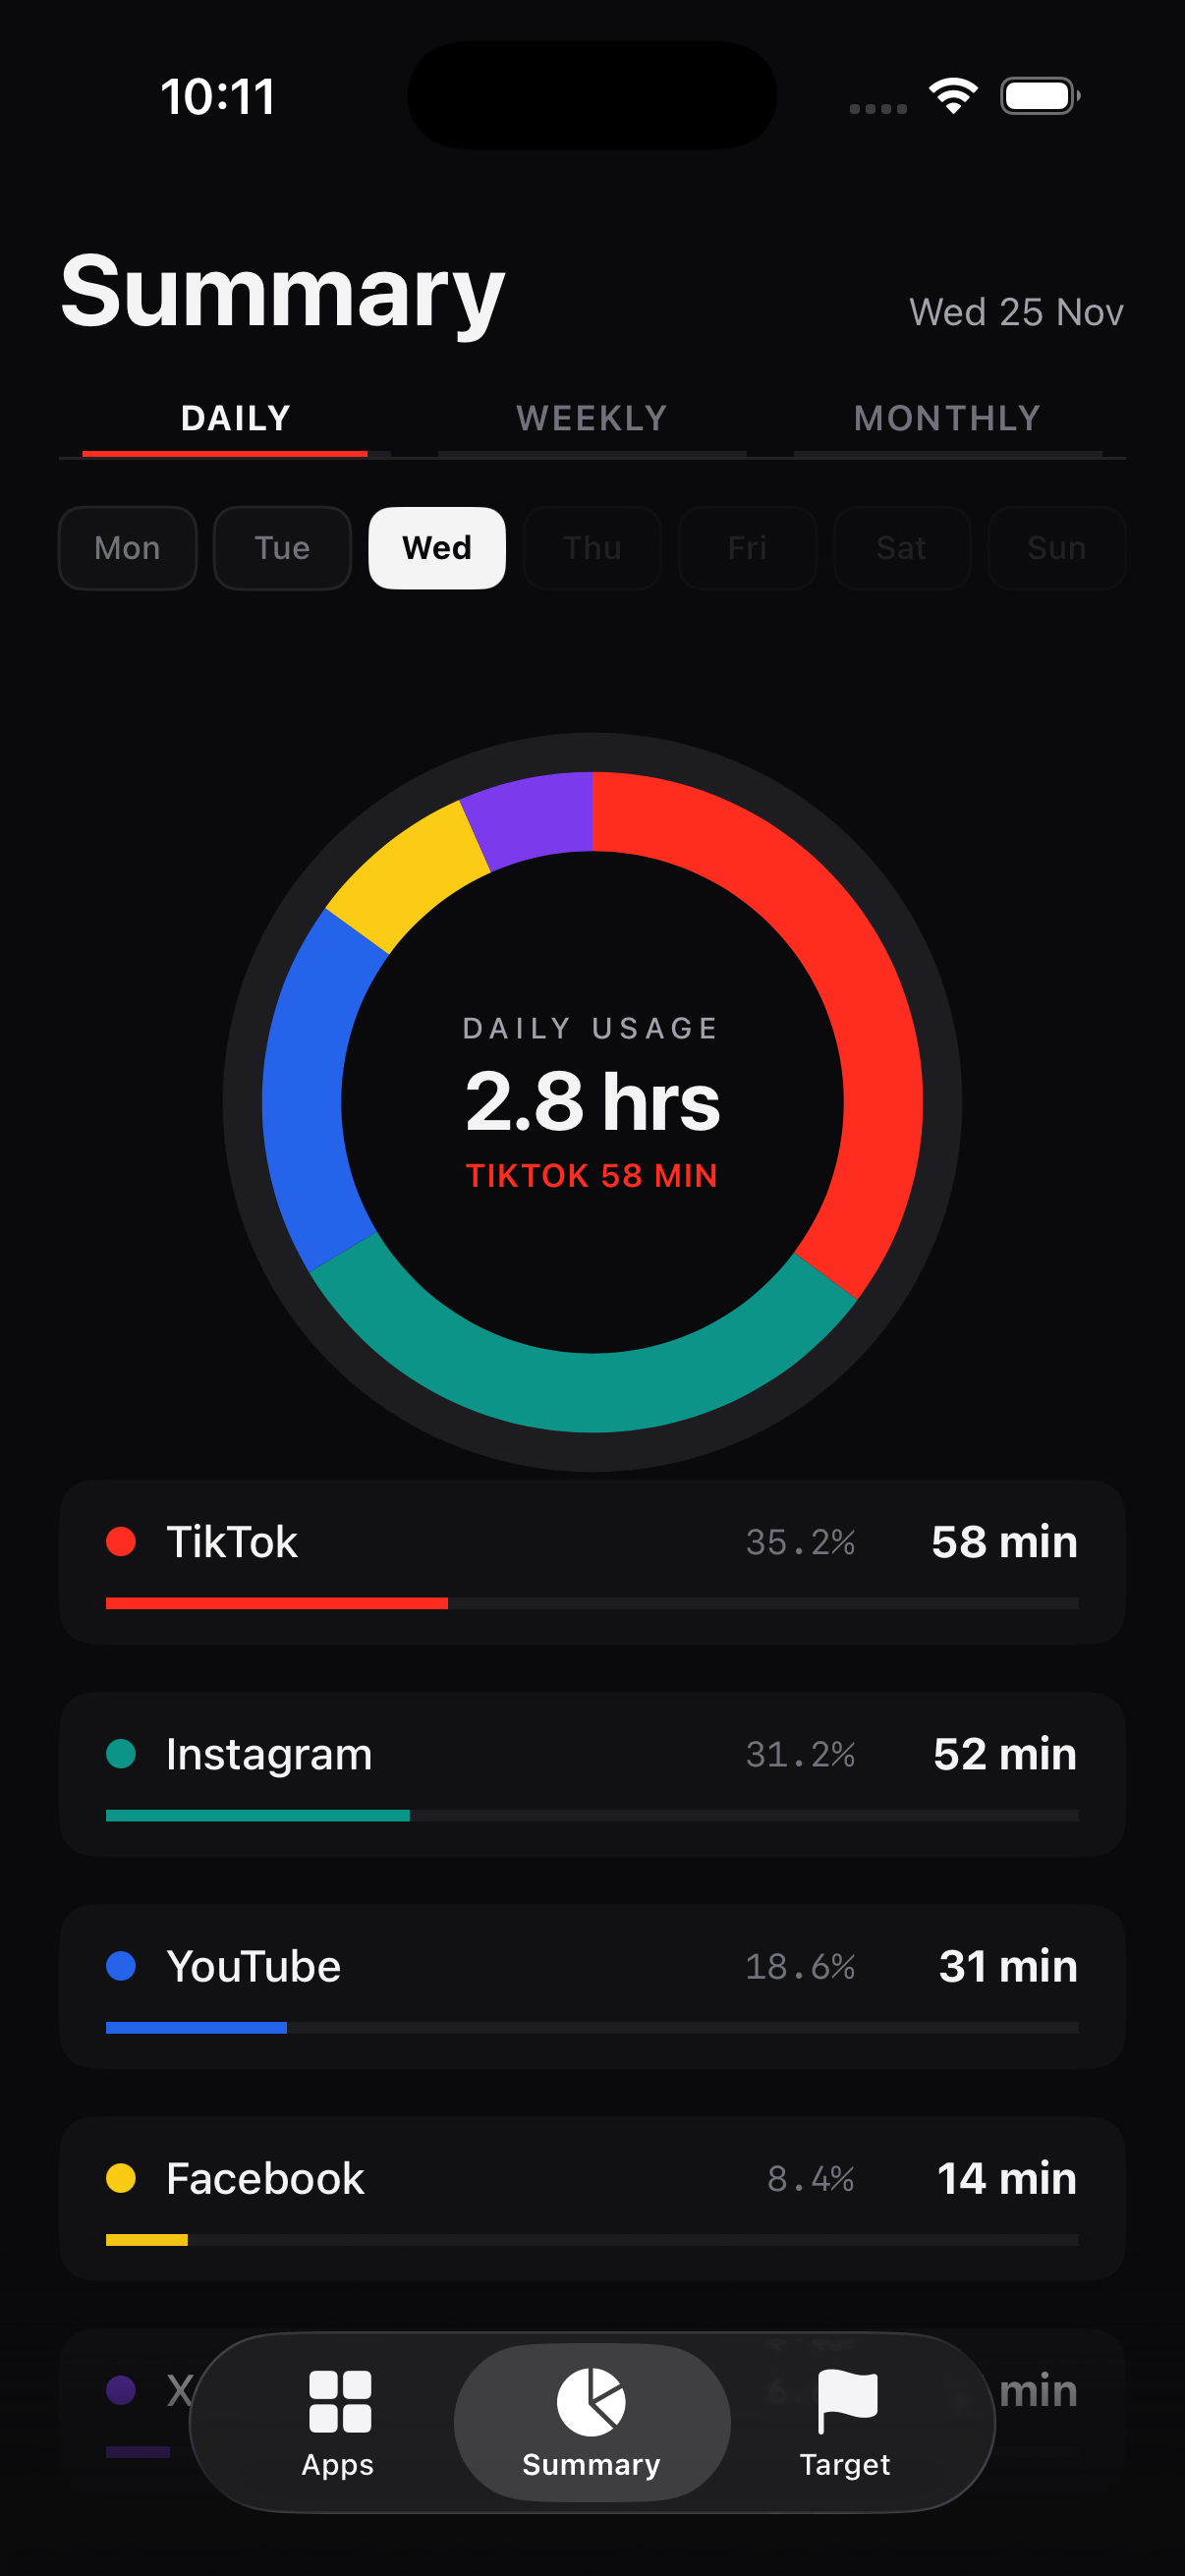 10:11
Summary
Wed 25 Nov
DAILY WEEKLY MONTHLY
Mon Tue Wed Thu Fri Sat Sun
DAILY USAGE
2.8 hrs
TIKTOK 58 MIN
TikTok 35.2% 58 min
Instagram 31.2% 52 min
YouTube 18.6% 31 min
Facebook 8.4% 14 min
X min
Apps Summary Target